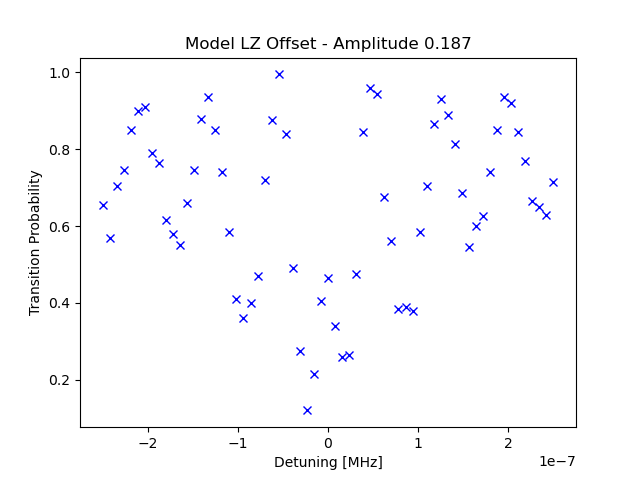 Model LZ Offset - Amplitude 0.187
1.0
0.8
0.6
0.4
0.2
Transition Probability
−2
−1
0
1
2
1e−7
Detuning [MHz]